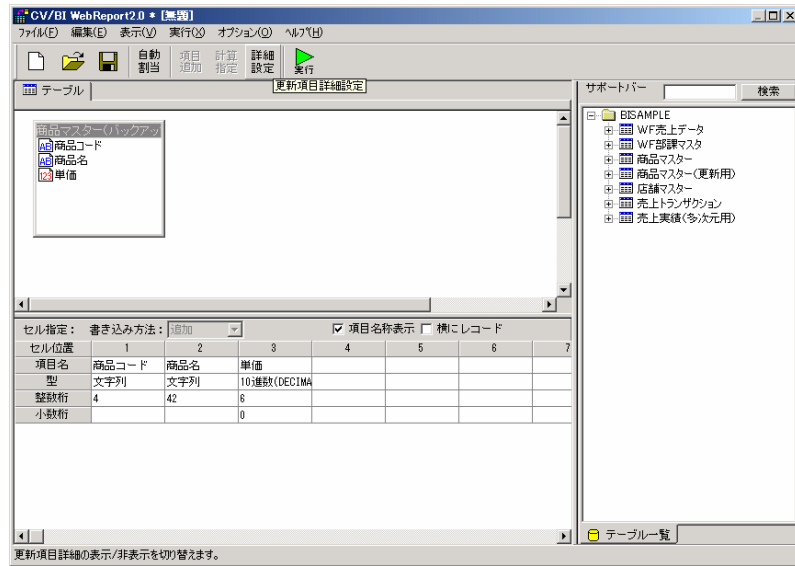 CV/BI WebReport2.0 * [無題]
ﾌｧｲﾙ(F) 編集(E) 表示(V) 実行(X) オプション(O) ﾍﾙﾌﾟ(H)
自動割当 項目追加 計算指定 詳細設定 実行
更新項目詳細設定
テーブル
商品マスター(バックアッ
AB 商品コード
AB 商品名
123 単価
サポートバー 検索
BISAMPLE
WF売上データ
WF部課マスタ
商品マスター
商品マスター(更新用)
店舗マスター
売上トランザクション
売上実績(多次元用)
セル指定： 書き込み方法： 追加 項目名称表示 横にレコード
セル位置 1 2 3 4 5 6 7
項目名 商品コード 商品名 単価
型 文字列 文字列 10進数(DECIMA
整数桁 4 42 6
小数桁 0
テーブル一覧
更新項目詳細の表示/非表示を切り替えます。